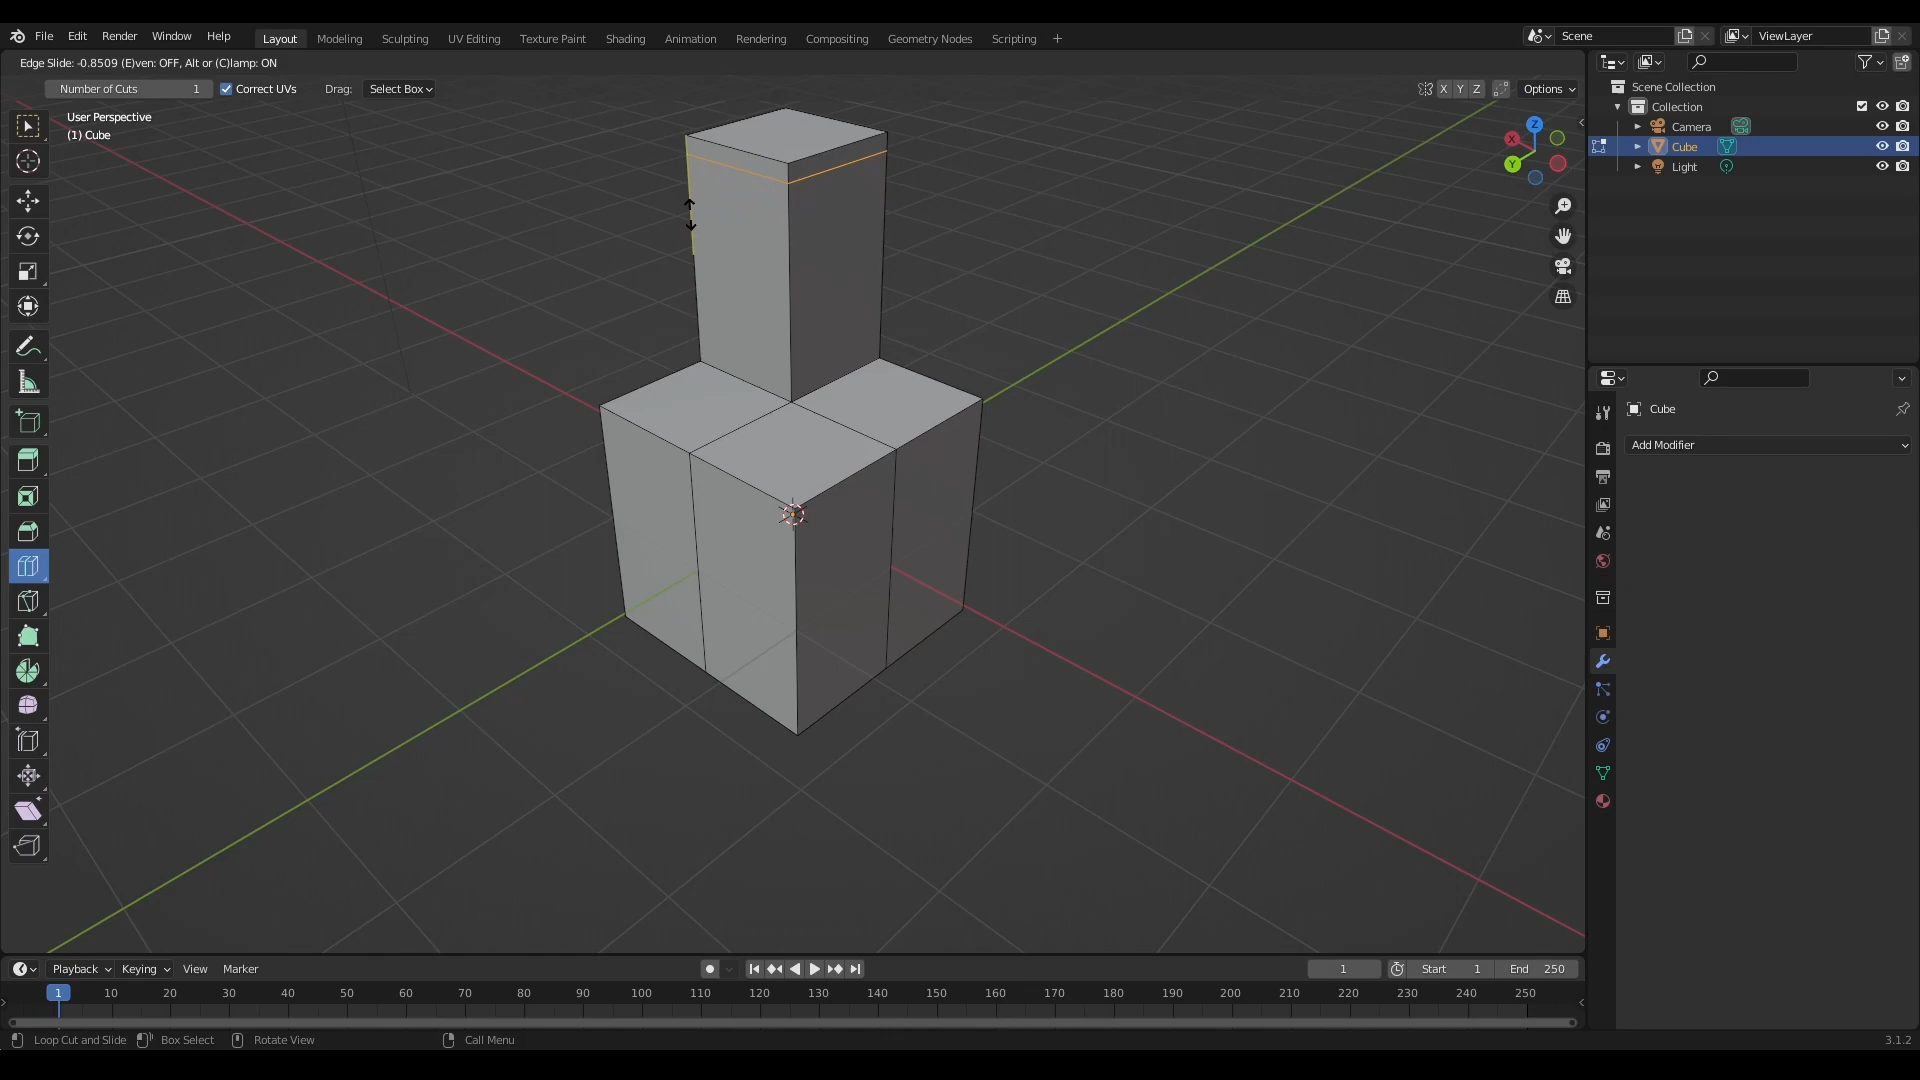 File Edit Render Window Help Layout Modeling Sculpting UV Editing Texture Paint Shading Animation Rendering Compositing Geometry Nodes Scripting + Scene ViewLayer
Edge Slide: -0.8509 (E)ven: OFF, Alt or (C)lamp: ON
Number of Cuts 1 Correct UVs Drag: Select Box X Y Z Options
User Perspective
(1) Cube
Z
X
Y
Scene Collection
Collection
Camera
Cube
Light
Cube
Add Modifier
Playback Keying View Marker 1 Start 1 End 250
1 10 20 30 40 50 60 70 80 90 100 110 120 130 140 150 160 170 180 190 200 210 220 230 240 250
Loop Cut and Slide Box Select Rotate View Call Menu 3.1.2